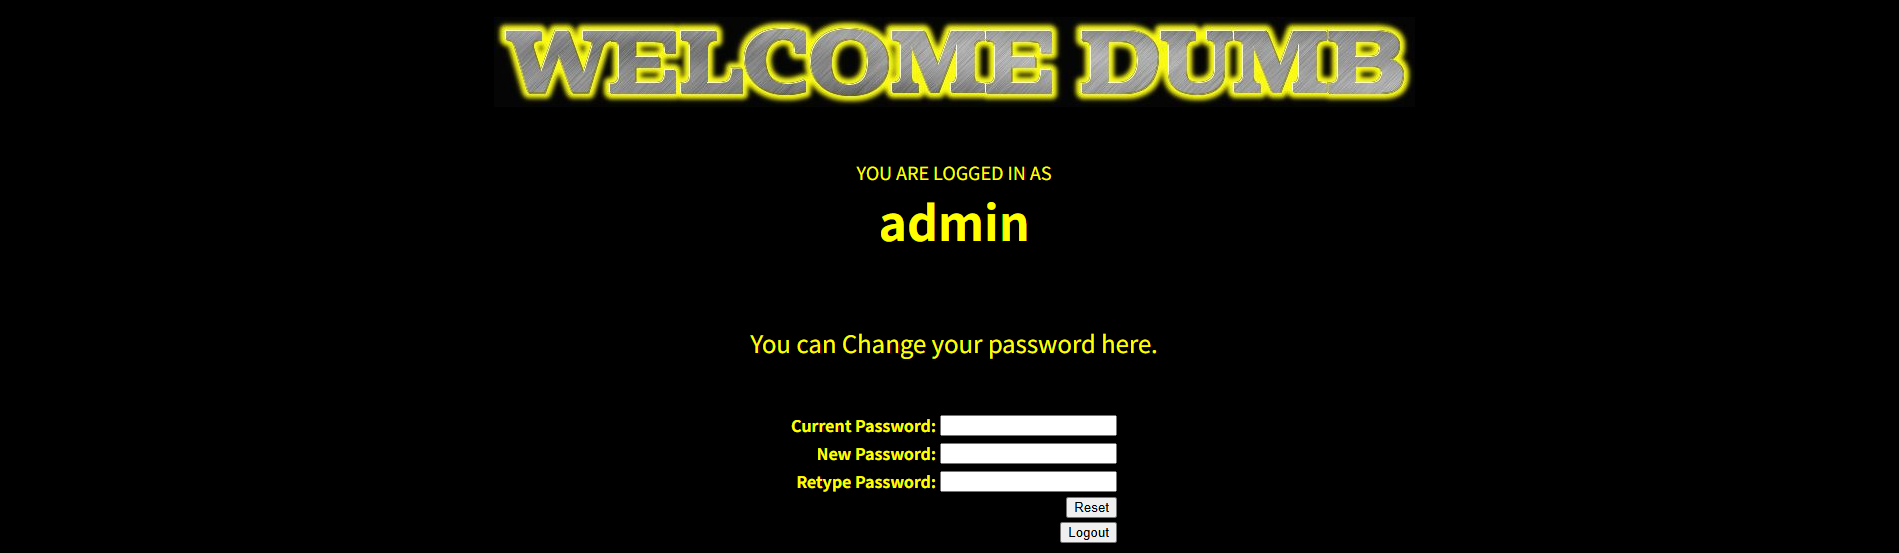 WELCOME DUMB
YOU ARE LOGGED IN AS
admin
You can Change your password here.
Current Password:
New Password:
Retype Password:
Reset
Logout